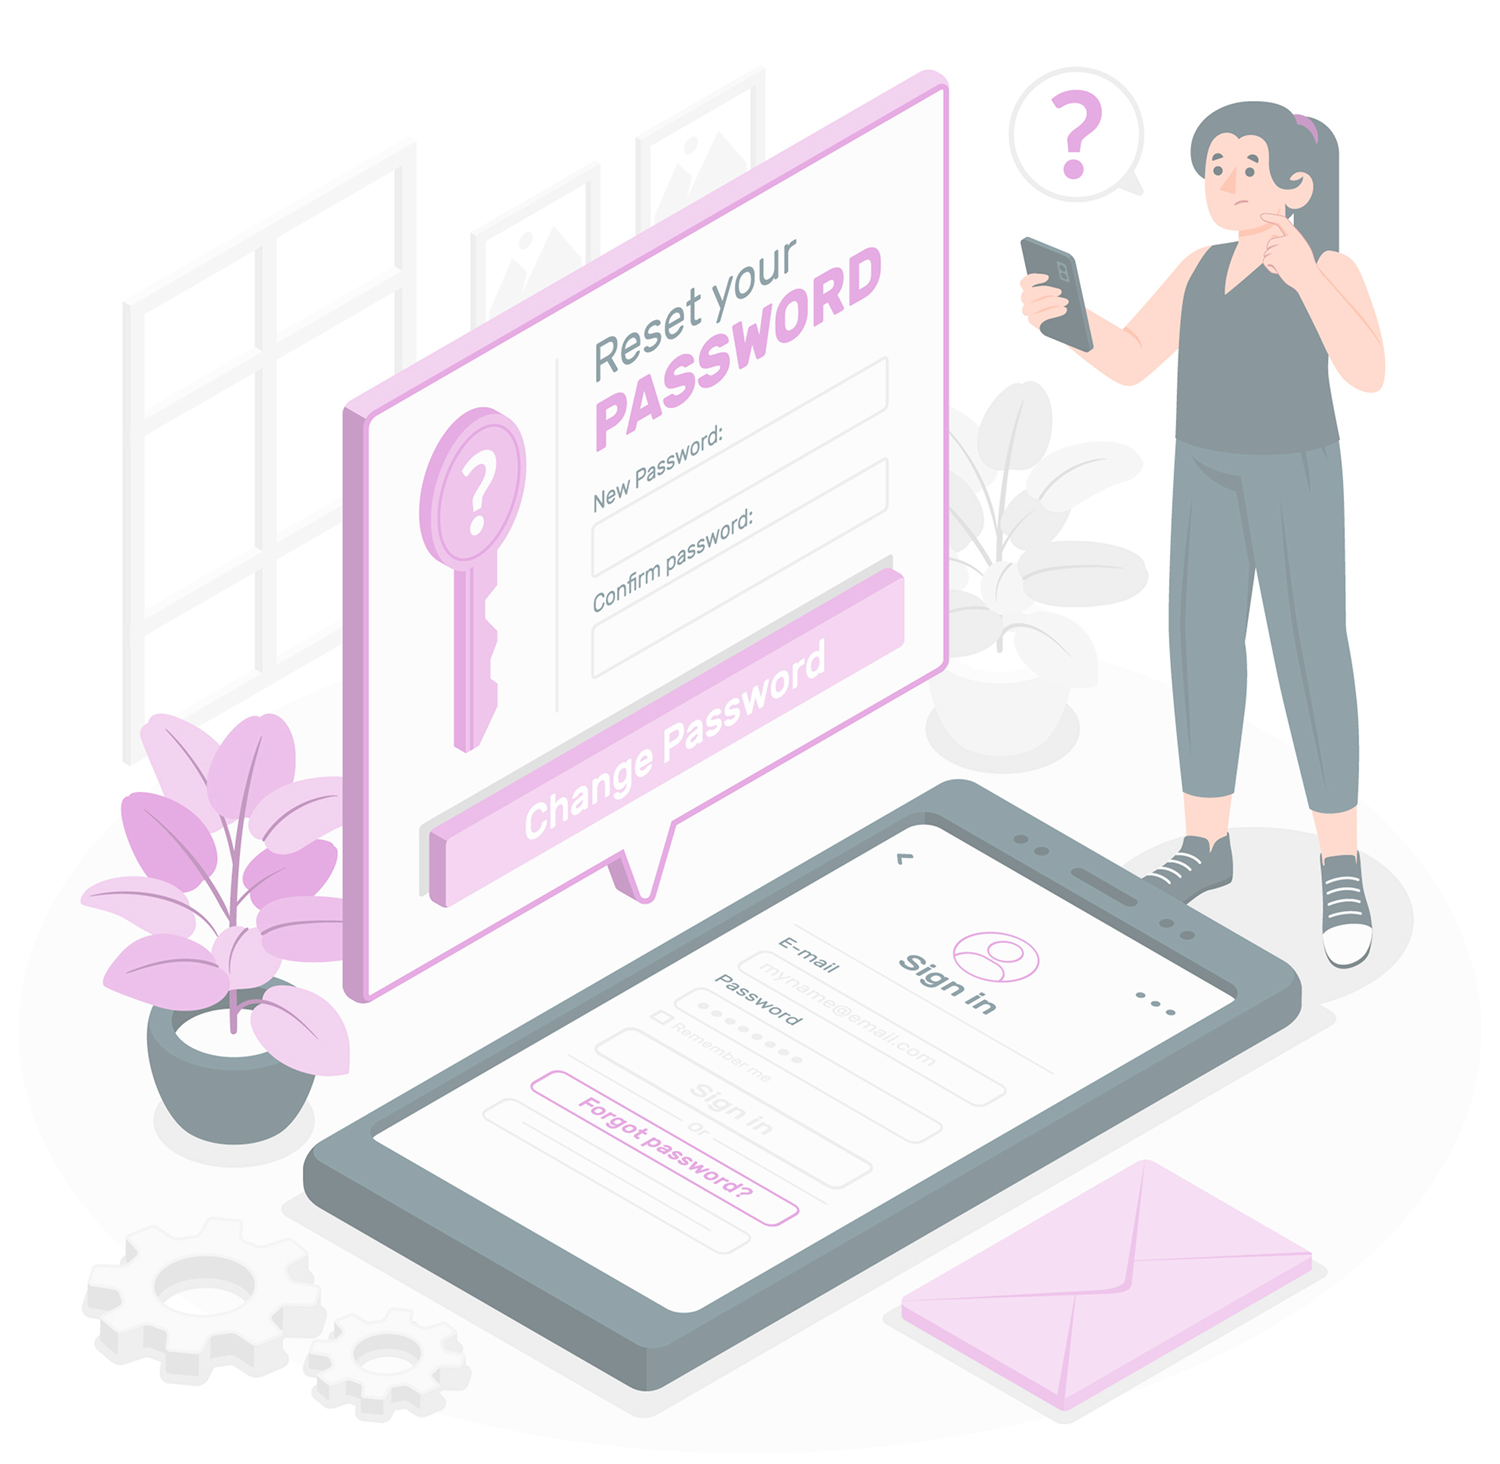 ?
Reset your
PASSWORD
?
New Password:
Confirm password:
Change Password
Sign in
E-mail
myname@email.com
Password
Remember me
Sign in
or
Forgot password?